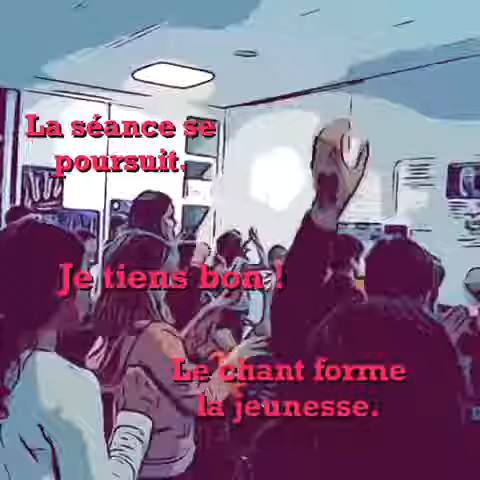 La séance se
poursuit.
Je tiens bon !
Le chant forme
la jeunesse.